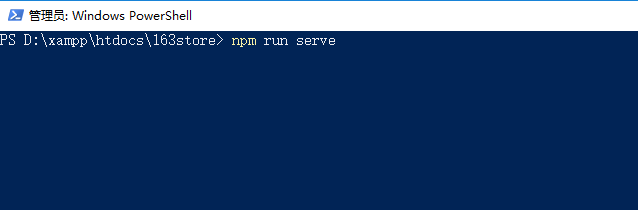 管理员: Windows PowerShell
PS D:\xampp\htdocs\163store> npm run serve